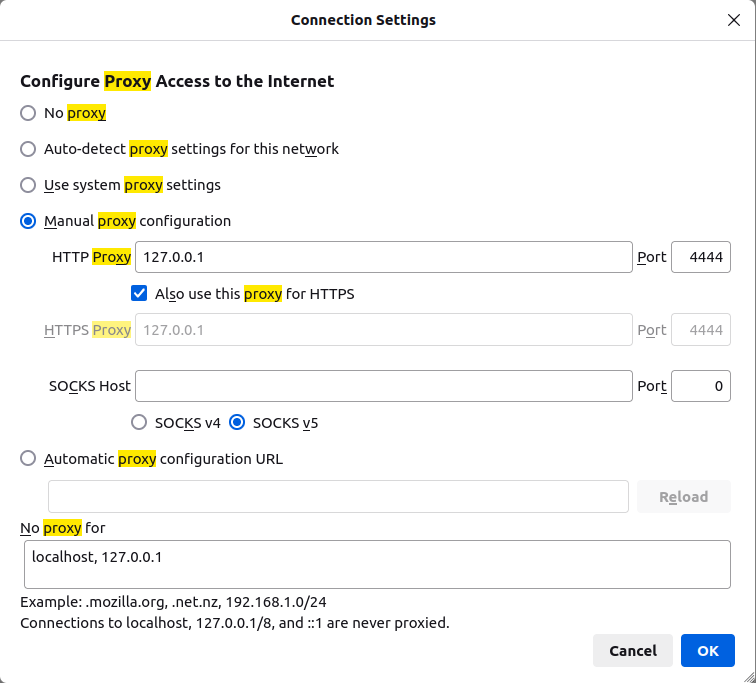 Connection Settings
Configure Proxy Access to the Internet
No proxy
Auto-detect proxy settings for this network
Use system proxy settings
Manual proxy configuration
HTTP Proxy 127.0.0.1 Port 4444
Also use this proxy for HTTPS
HTTPS Proxy 127.0.0.1 Port 4444
SOCKS Host Port 0
SOCKS v4 SOCKS v5
Automatic proxy configuration URL
Reload
No proxy for
localhost, 127.0.0.1
Example: .mozilla.org, .net.nz, 192.168.1.0/24
Connections to localhost, 127.0.0.1/8, and ::1 are never proxied.
Cancel OK